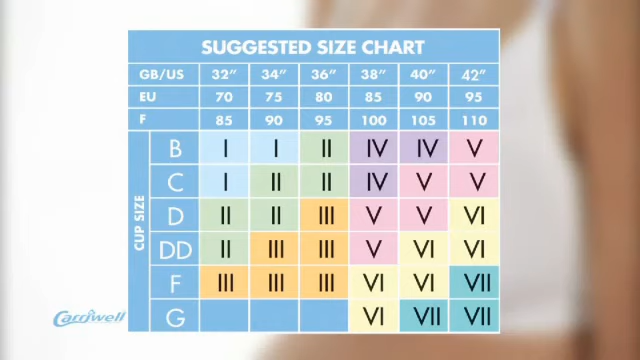 SUGGESTED SIZE CHART
GB/US 32″ 34″ 36″ 38″ 40″ 42″
EU 70 75 80 85 90 95
F 85 90 95 100 105 110
CUP SIZE
B I I II IV IV V
C I II II IV V V
D II II III V V VI
DD II III III V VI VI
F III III III VI VI VII
G VI VII VII
Carriwell